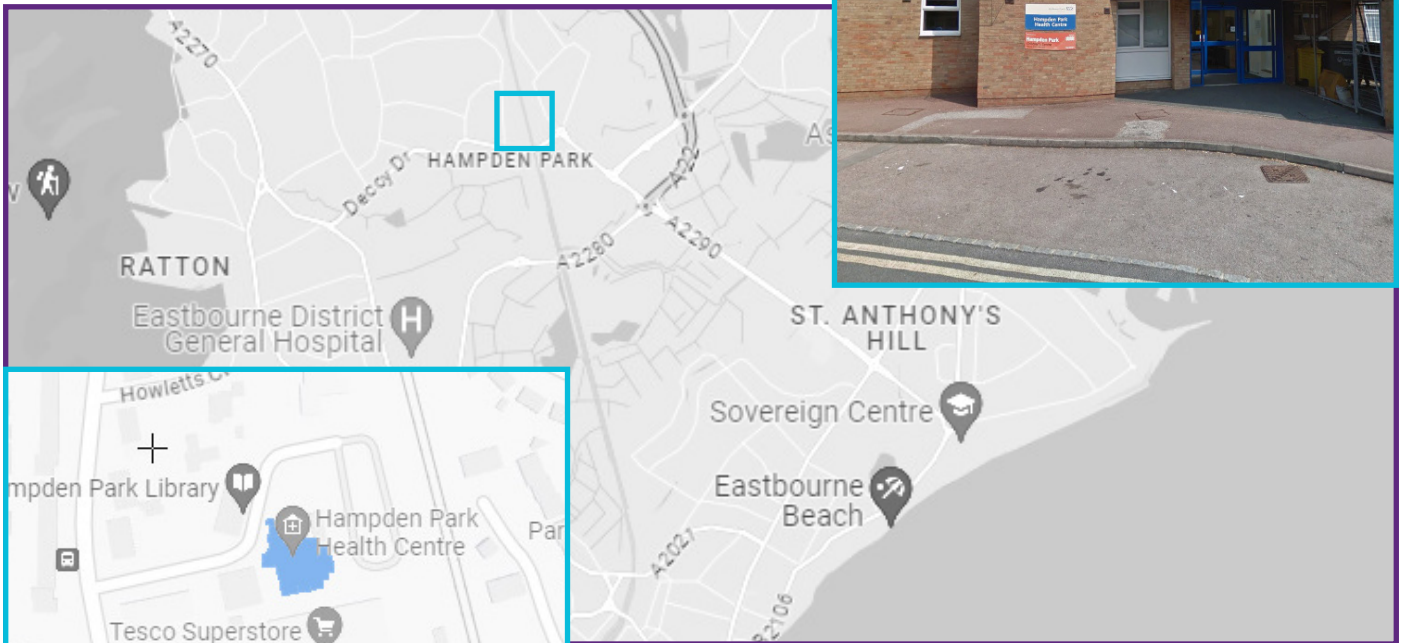 A2270
Hampden Park
Health Centre
Hampden Park
HAMPDEN PARK
Decoy Dr
A22
A2280
A2290
RATTON
Eastbourne District
General Hospital
H
ST. ANTHONY'S
HILL
Sovereign Centre
Eastbourne
Beach
A2021
B2106
Howletts
mpden Park Library
Hampden Park
Health Centre
Par
Tesco Superstore